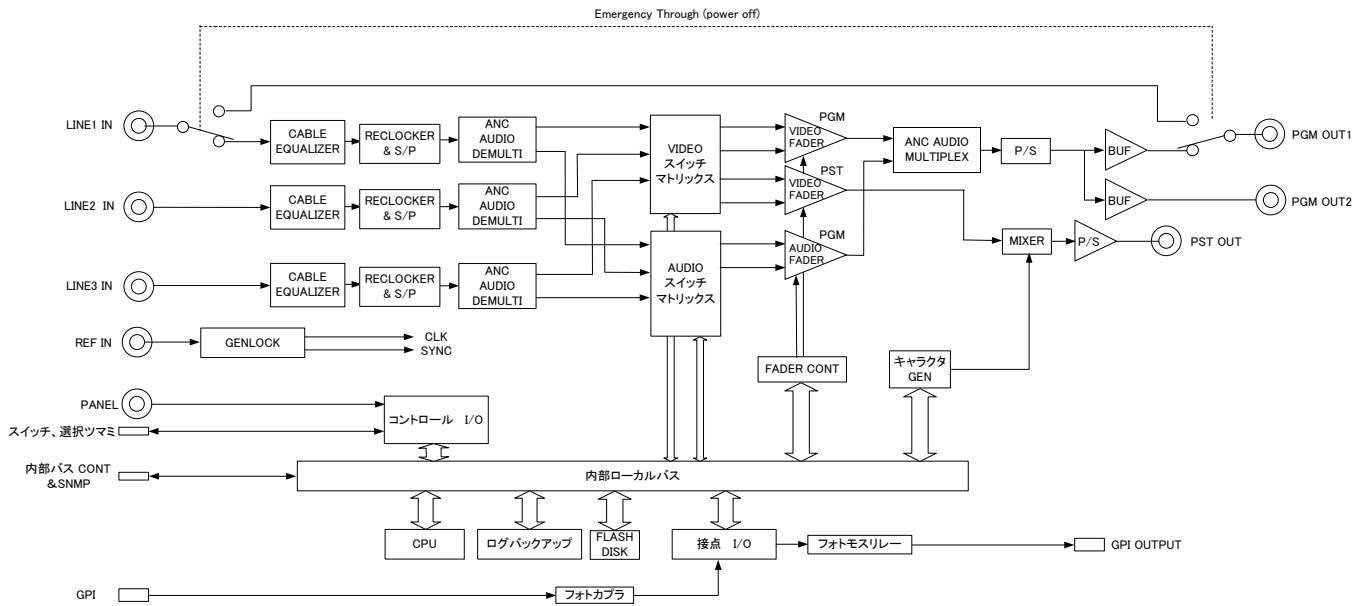 Emergency Through (power off)
LINE1 IN
CABLE
EQUALIZER
RECLOCKER
& S/P
ANC
AUDIO
DEMULTI
VIDEO
スイッチ
マトリックス
PGM
VIDEO
FADER
ANC AUDIO
MULTIPLEX
P/S
BUF
PGM OUT1
LINE2 IN
CABLE
EQUALIZER
RECLOCKER
& S/P
ANC
AUDIO
DEMULTI
PST
VIDEO
FADER
BUF
PGM OUT2
PGM
AUDIO
FADER
MIXER
P/S
PST OUT
LINE3 IN
CABLE
EQUALIZER
RECLOCKER
& S/P
ANC
AUDIO
DEMULTI
AUDIO
スイッチ
マトリックス
REF IN
GENLOCK
CLK
SYNC
FADER CONT
キャラクタ
GEN
PANEL
コントロール I/O
スイッチ、選択ツマミ
内部バス CONT
&SNMP
内部ローカルバス
CPU
ログバックアップ
FLASH
DISK
接点 I/O
フォトモスリレー
GPI OUTPUT
GPI
フォトカプラ